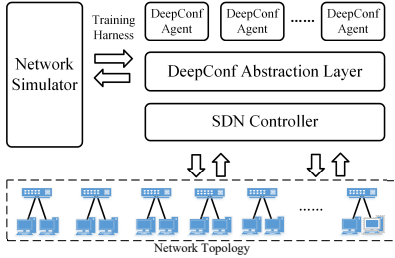 Network
Simulator
Training
Harness
DeepConf
Agent
DeepConf
Agent
......
DeepConf
Agent
DeepConf Abstraction Layer
SDN Controller
......
Network Topology